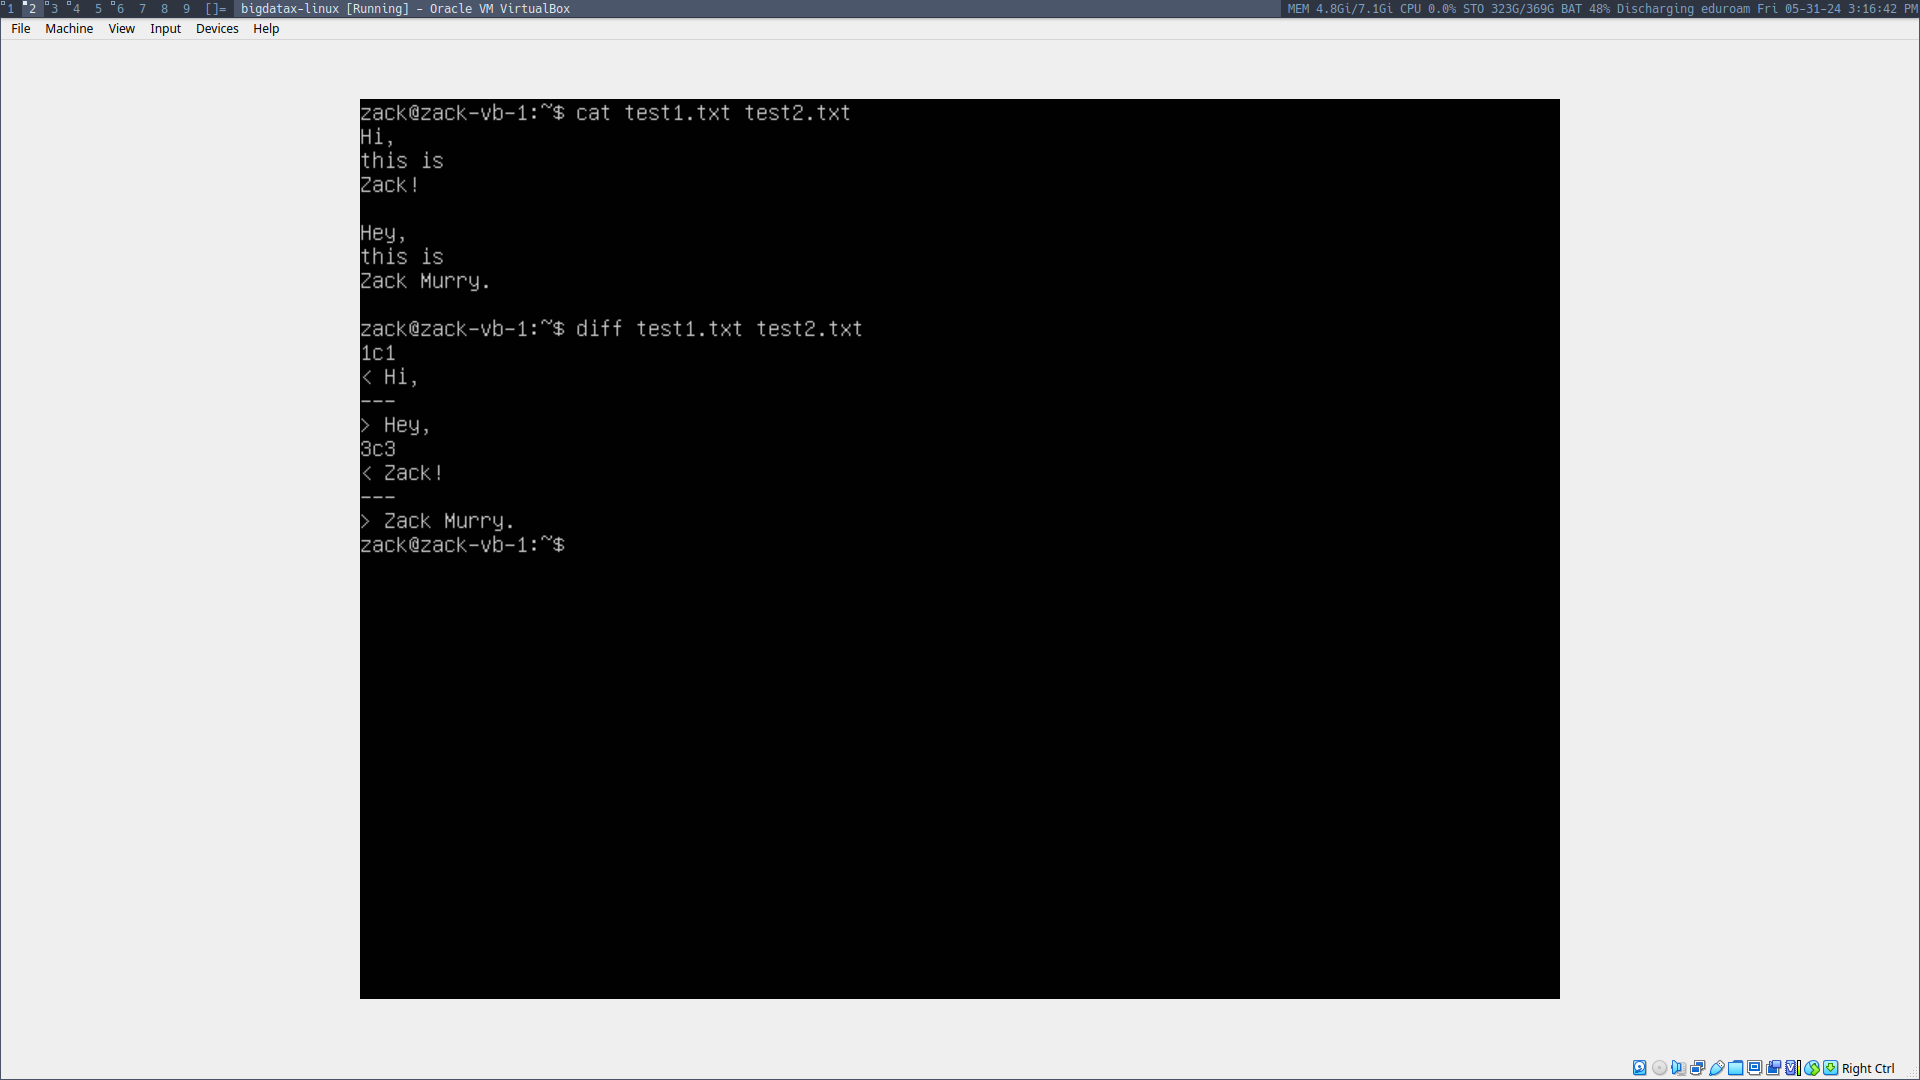 1 2 3 4 5 6 7 8 9 []= bigdatax-linux [Running] - Oracle VM VirtualBox MEM 4.8Gi/7.1Gi CPU 0.0% STO 323G/369G BAT 48% Discharging eduroam Fri 05-31-24 3:16:42 PM
File Machine View Input Devices Help
zack@zack-vb-1:~$ cat test1.txt test2.txt
Hi,
this is
Zack!
Hey,
this is
Zack Murry.
zack@zack-vb-1:~$ diff test1.txt test2.txt
1c1
< Hi,
---
> Hey,
3c3
< Zack!
---
> Zack Murry.
zack@zack-vb-1:~$
Right Ctrl